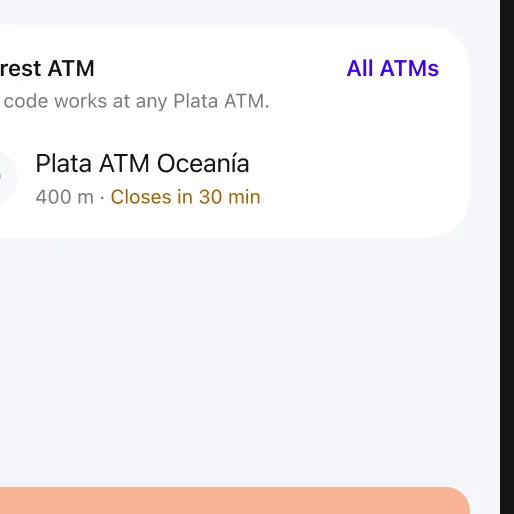 rest ATM
All ATMs
code works at any Plata ATM.
Plata ATM Oceanía
400 m · Closes in 30 min